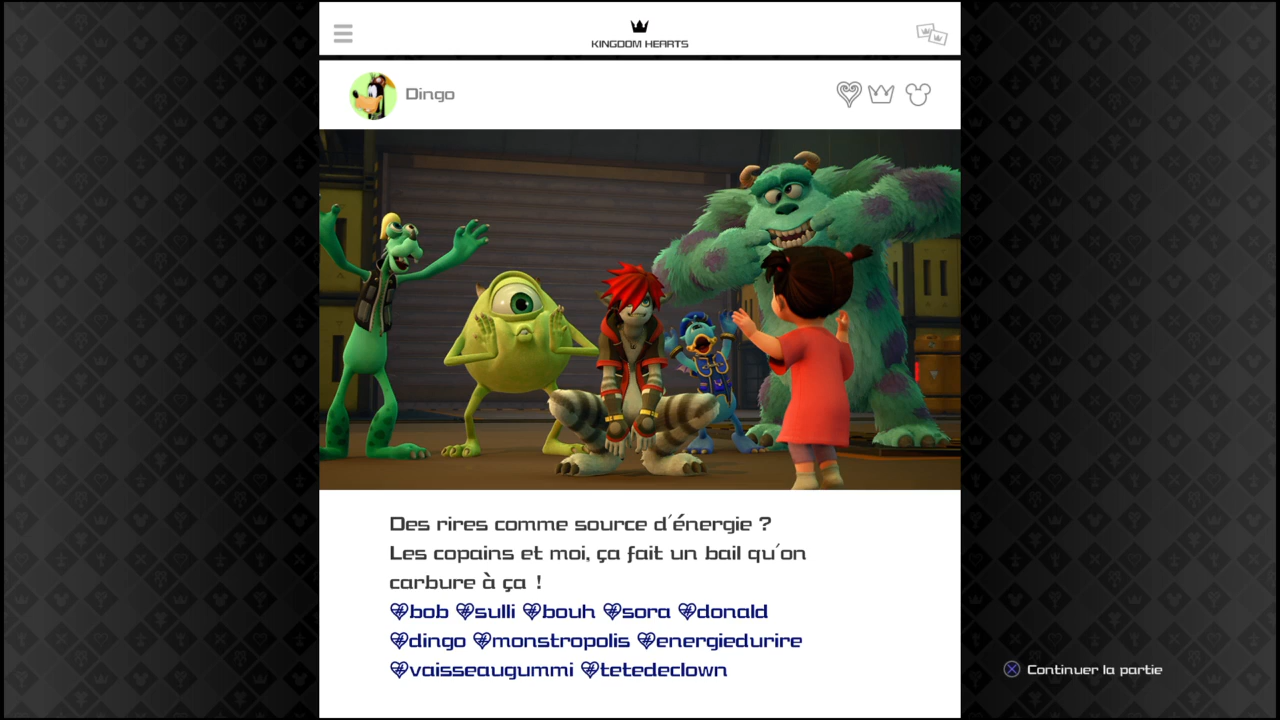 KINGDOM HEARTS
Dingo
Des rires comme source d'énergie ?
Les copains et moi, ça fait un bail qu'on
carbure à ça !
bob sulli bouh sora donald
dingo monstropolis energiedurire
vaisseaugummi tetedeclown
Continuer la partie